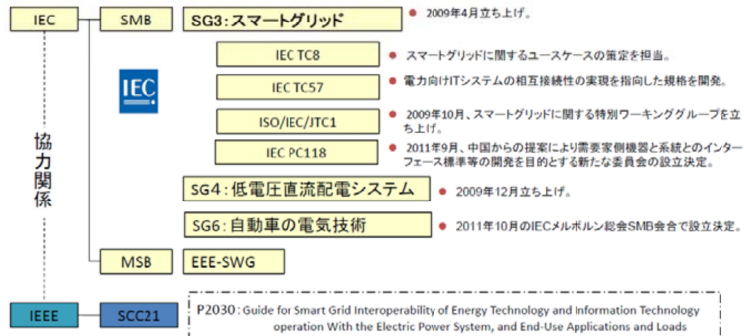 IEC
SMB
SG3:スマートグリッド
● 2009年4月立ち上げ。
IEC TC8
● スマートグリッドに関するユースケースの策定を担当。
IEC
IEC TC57
● 電力向けITシステムの相互接続性の実現を指向した規格を開発。
ISO/IEC/JTC1
● 2009年10月、スマートグリッドに関する特別ワーキンググループを立
ち上げ。
IEC PC118
● 2011年9月、中国からの提案により需要家側機器と系統とのインター
フェース標準等の開発を目的とする新たな委員会の設立決定。
協力関係
SG4:低電圧直流配電システム
● 2009年12月立ち上げ。
SG6:自動車の電気技術
● 2011年10月のIECメルボルン総会SMB会合で設立決定。
MSB
EEE-SWG
IEEE
SCC21
P2030:Guide for Smart Grid Interoperability of Energy Technology and Information Technology
operation With the Electric Power System, and End-Use Applications and Loads